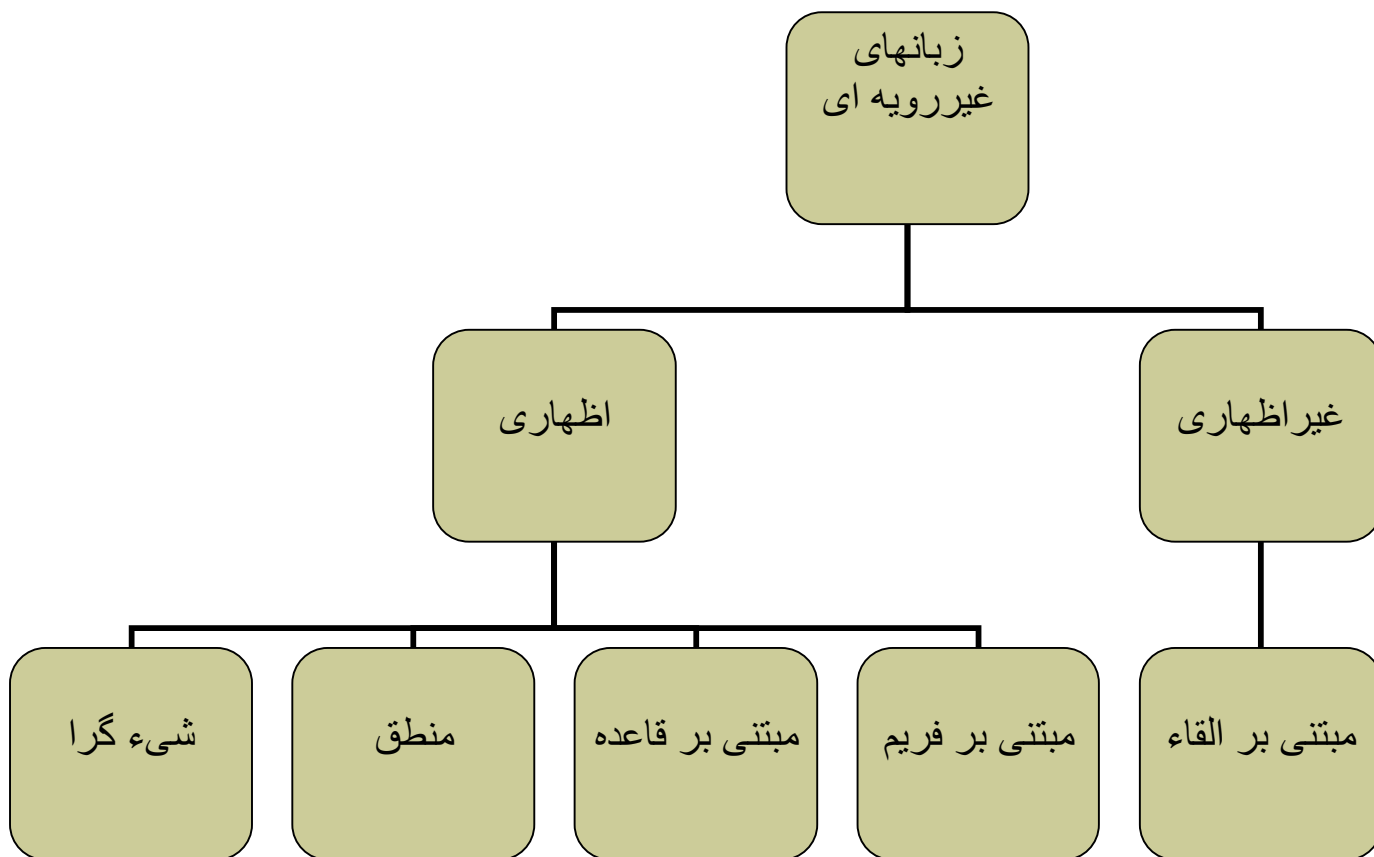 زبانهای
غیررویه ای
غیراظهاری
اظهاری
مبتنی بر القاء
مبتنی بر فریم
مبتنی بر قاعده
منطق
شیء گرا